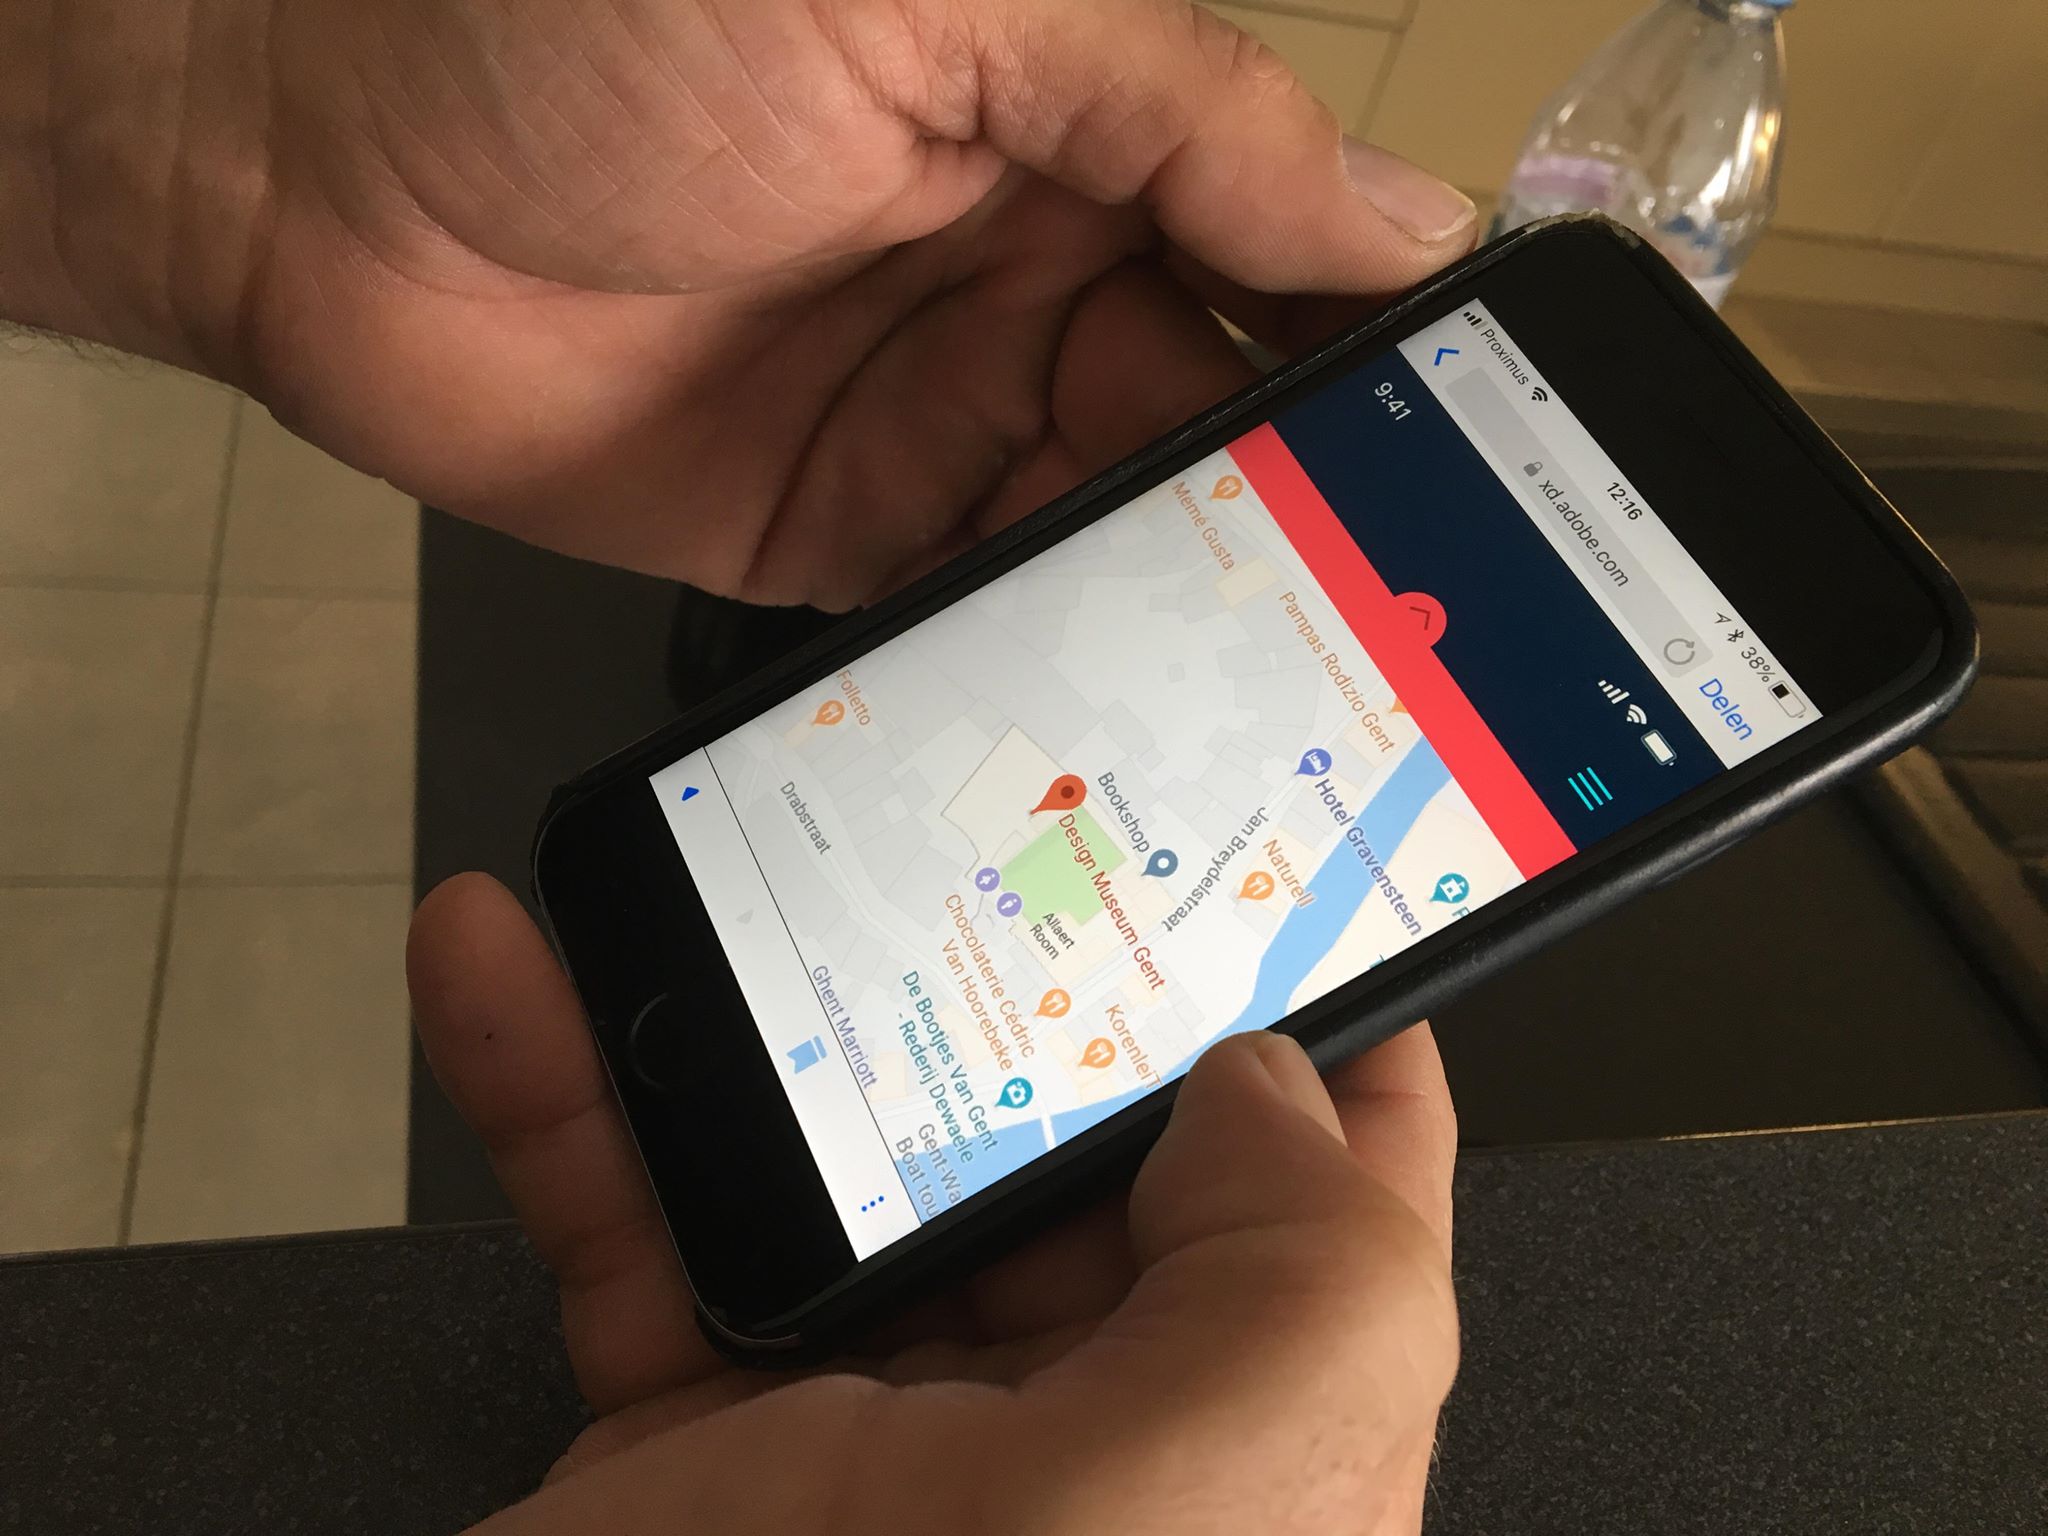 Proximus
12:16
38%
xd.adobe.com
Delen
9:41
Mémé Gusta
Pampas Rodizio Gent
Hotel Gravensteen
Naturell
Jan Breydelstraat
Bookshop
Design Museum Gent
Folletto
Drabstraat
Allaert
Room
Chocolaterie Cédric
Van Hoorebeke
De Bootjes Van Gent
- Rederij Dewaele
Gent-Wa
Boat tou
Ghent Marriott